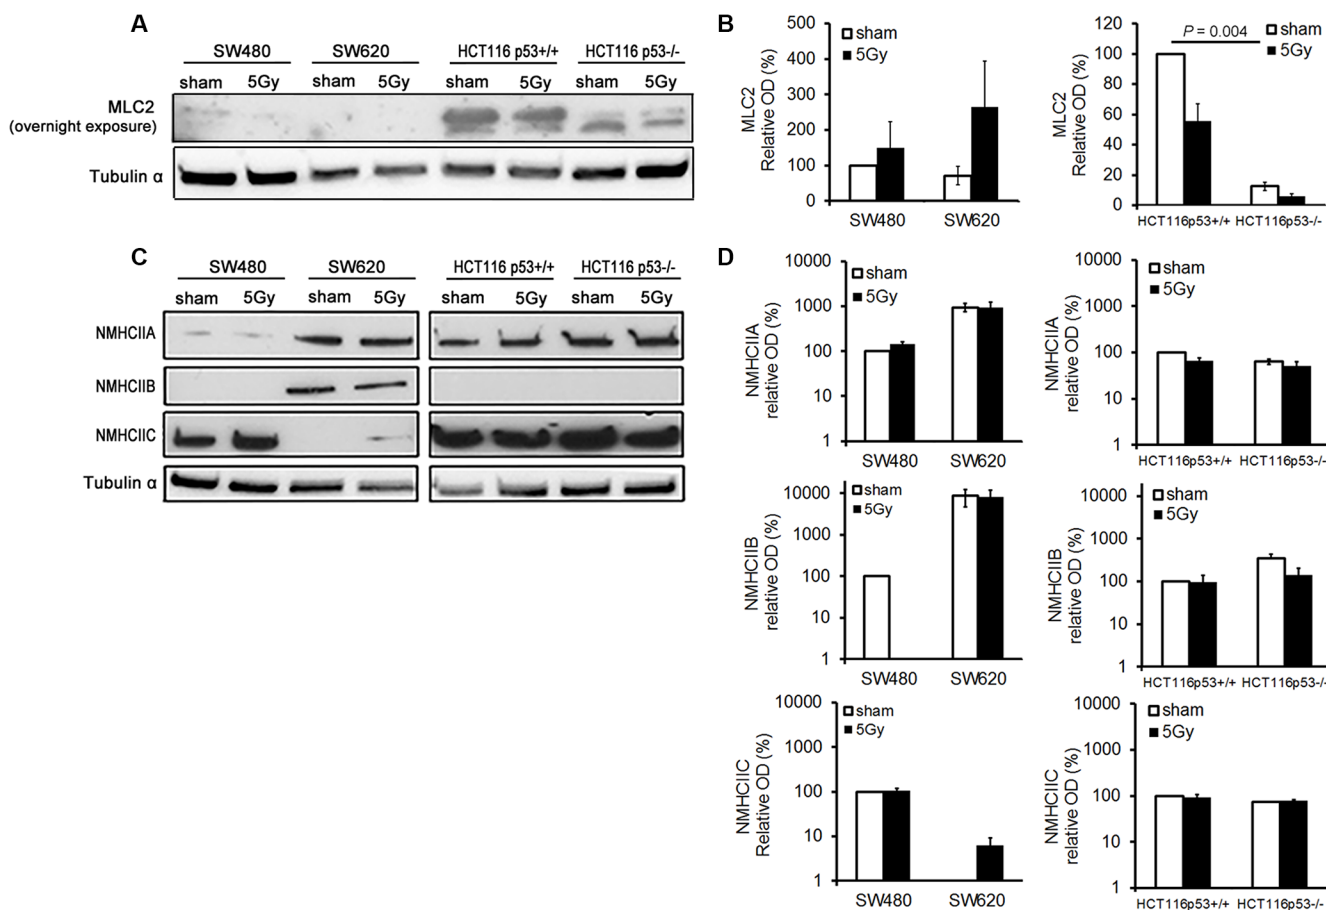 A
SW480 SW620 HCT116 p53+/+ HCT116 p53-/-
sham 5Gy sham 5Gy sham 5Gy sham 5Gy
MLC2
(overnight exposure)
Tubulin α
B
MLC2
Relative OD (%)
500
400
300
200
100
0
sham
5Gy
SW480 SW620
MLC2
Relative OD (%)
120
100
80
60
40
20
0
P = 0.004
sham
5Gy
HCT116p53+/+ HCT116p53-/-
C
SW480 SW620 HCT116 p53+/+ HCT116 p53-/-
sham 5Gy sham 5Gy sham 5Gy sham 5Gy
NMHCIIA
NMHCIIB
NMHCIIC
Tubulin α
D
NMHCIIA
relative OD (%)
10000
1000
100
10
1
sham
5Gy
SW480 SW620
NMHCIIA
relative OD (%)
10000
1000
100
10
1
sham
5Gy
HCT116p53+/+ HCT116p53-/-
NMHCIIB
relative OD (%)
10000
1000
100
10
1
sham
5Gy
SW480 SW620
NMHCIIB
relative OD (%)
10000
1000
100
10
1
sham
5Gy
HCT116p53+/+ HCT116p53-/-
NMHCIIC
Relative OD (%)
10000
1000
100
10
1
sham
5Gy
SW480 SW620
NMHCIIC
relative OD (%)
10000
1000
100
10
1
sham
5Gy
HCT116p53+/+ HCT116p53-/-